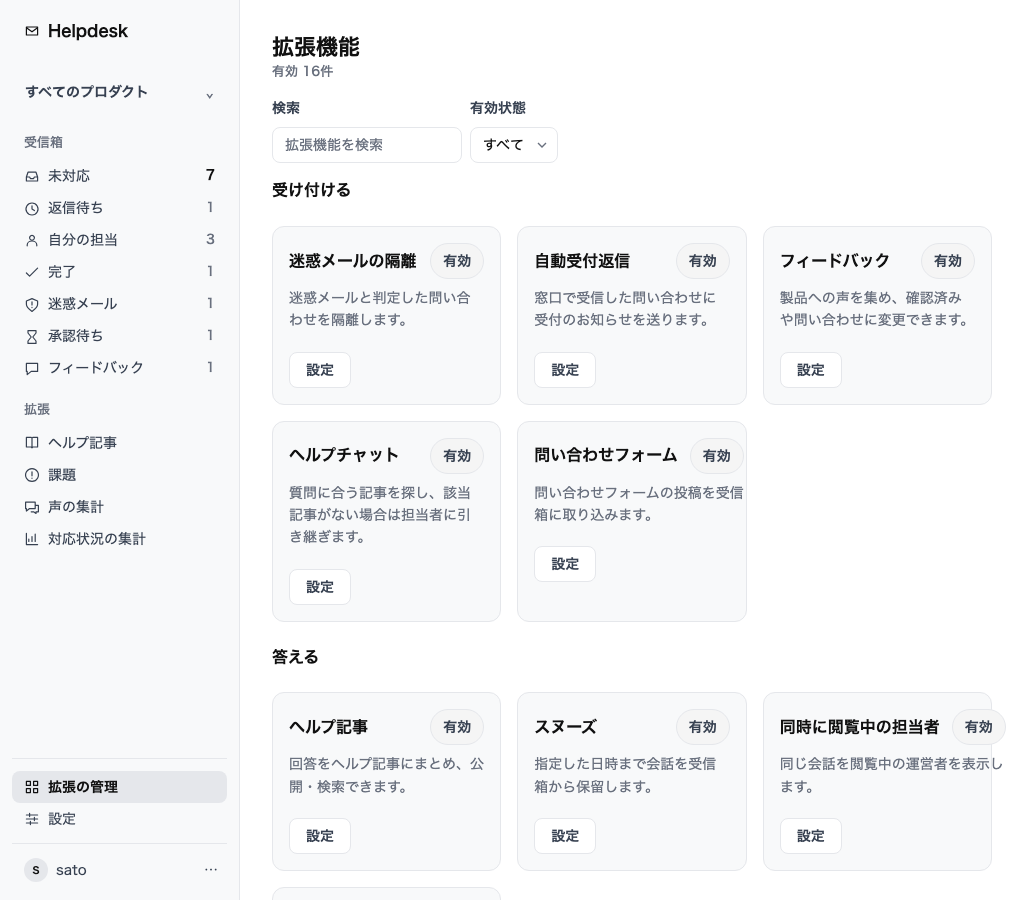 Helpdesk
すべてのプロダクト
受信箱
未対応 7
返信待ち 1
自分の担当 3
完了 1
迷惑メール 1
承認待ち 1
フィードバック 1
拡張
ヘルプ記事
課題
声の集計
対応状況の集計
拡張の管理
設定
S sato ...
拡張機能
有効 16件
検索 有効状態
拡張機能を検索 すべて
受け付ける
迷惑メールの隔離 有効
迷惑メールと判定した問い合
わせを隔離します。
設定
自動受付返信 有効
窓口で受信した問い合わせに
受付のお知らせを送ります。
設定
フィードバック 有効
製品への声を集め、確認済み
や問い合わせに変更できます。
設定
ヘルプチャット 有効
質問に合う記事を探し、該当
記事がない場合は担当者に引
き継ぎます。
設定
問い合わせフォーム 有効
問い合わせフォームの投稿を受信
箱に取り込みます。
設定
答える
ヘルプ記事 有効
回答をヘルプ記事にまとめ、公
開・検索できます。
設定
スヌーズ 有効
指定した日時まで会話を受信
箱から保留します。
設定
同時に閲覧中の担当者 有効
同じ会話を閲覧中の運営者を表示し
ます。
設定